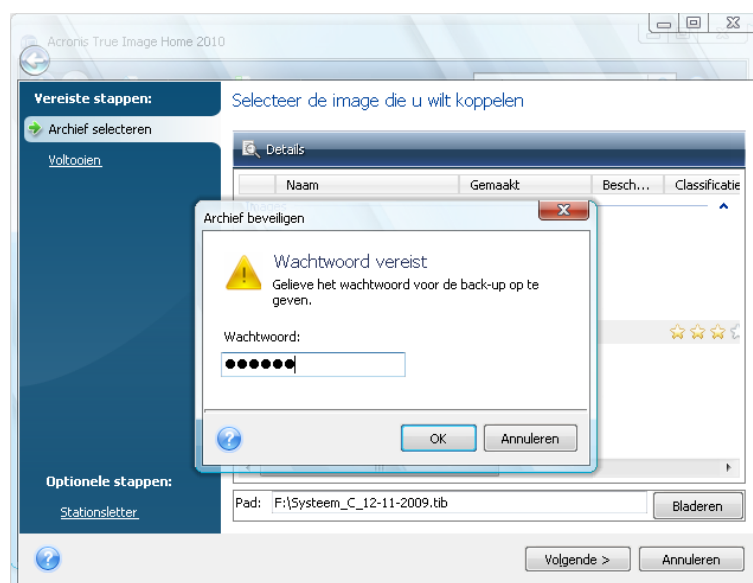 Acronis True Image Home 2010
Vereiste stappen:
Archief selecteren
Voltooien
Selecteer de image die u wilt koppelen
Details
Naam Gemaakt Besch... Classificatie
Archief beveiligen
Wachtwoord vereist
Gelieve het wachtwoord voor de back-up op te
geven.
Wachtwoord:
●●●●●●
OK Annuleren
Optionele stappen:
Stationsletter
Pad: F:\Systeem_C_12-11-2009.tib
Bladeren
Volgende > Annuleren